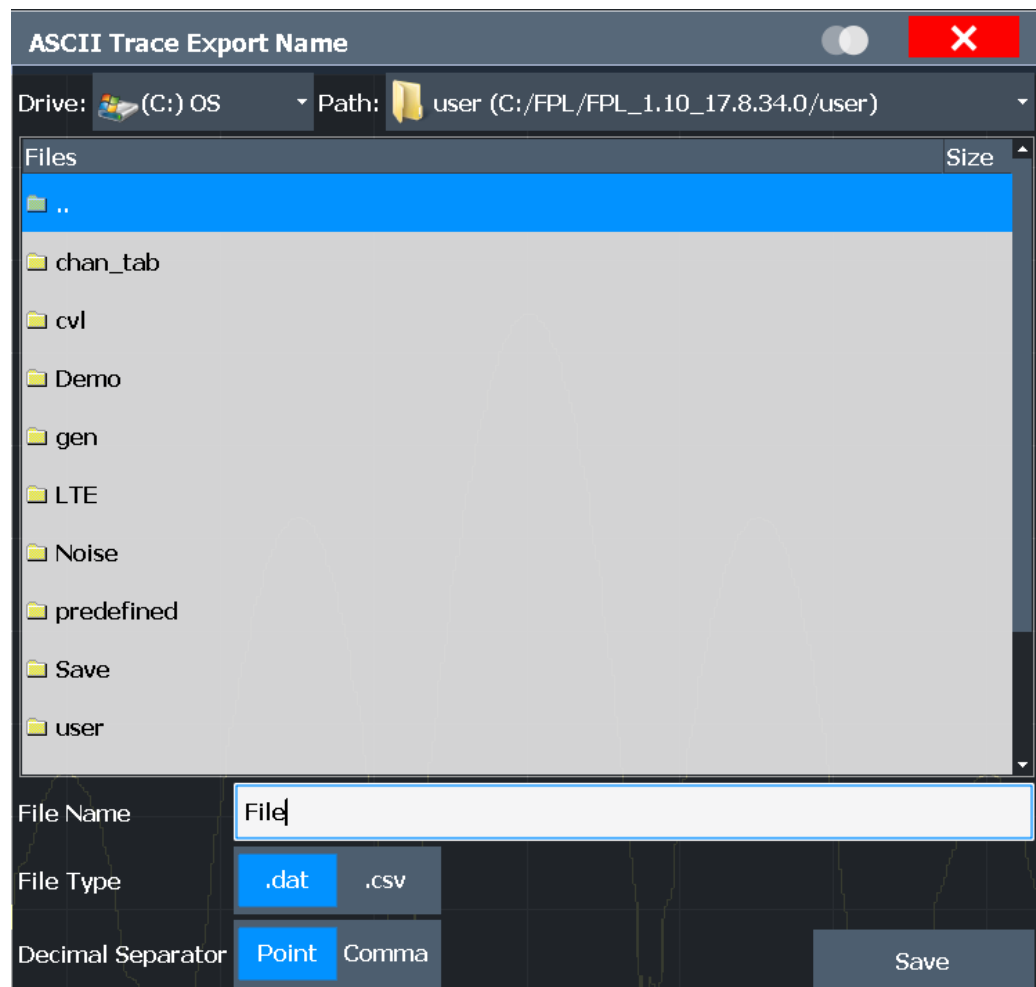 ASCII Trace Export Name
Drive: (C:) OS Path: user (C:/FPL/FPL_1.10_17.8.34.0/user)
Files Size
..
chan_tab
cvl
Demo
gen
LTE
Noise
predefined
Save
user
File Name File
File Type .dat .csv
Decimal Separator Point Comma
Save